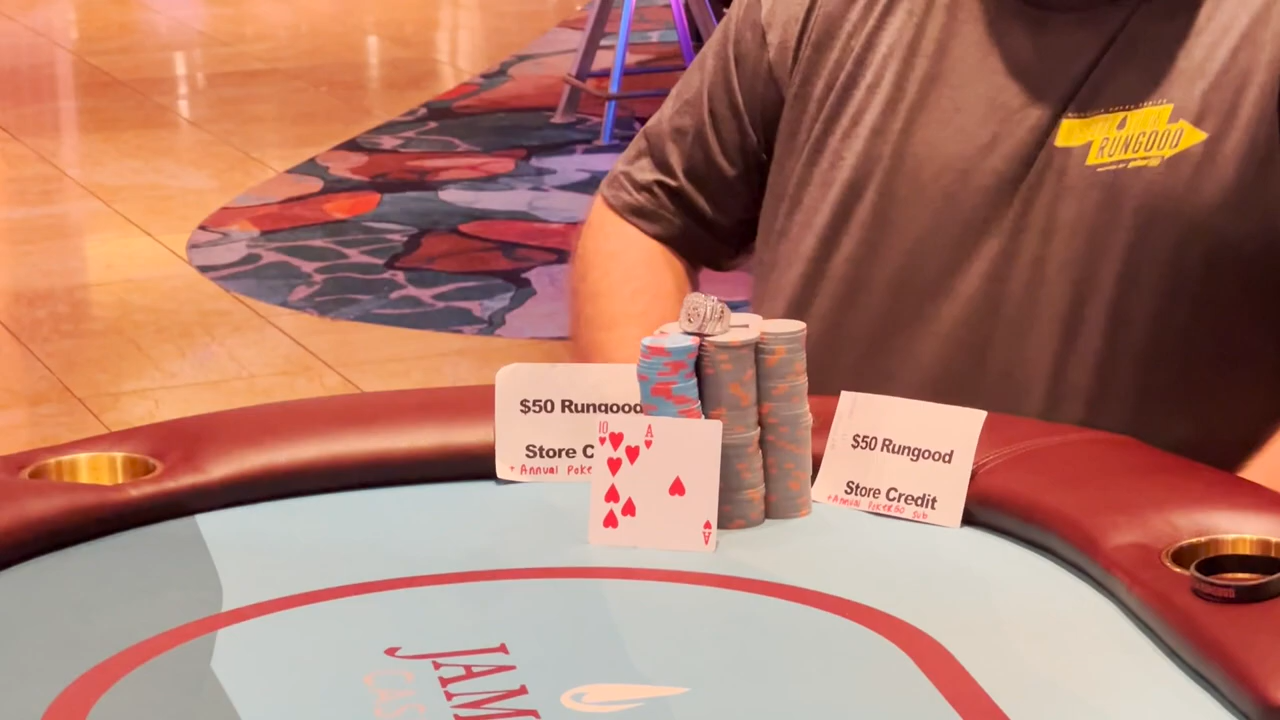 RUNGOOD
$50 Rungood
Store C
+ Annual Poke
10
A
A
$50 Rungood
Store Credit
+Annual POKERGO Sub
JAM
CAS